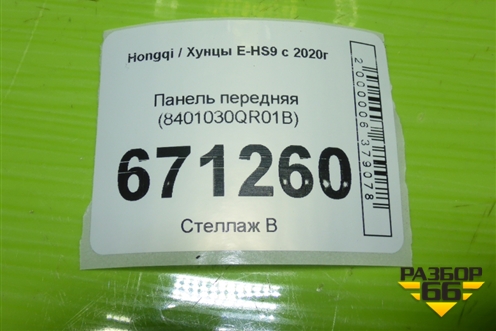 Hongqi / Хунцы E-HS9 с 2020г
Панель передняя
(8401030QR01B)
671260
Стеллаж В
2000006379078
РАЗБОР
66